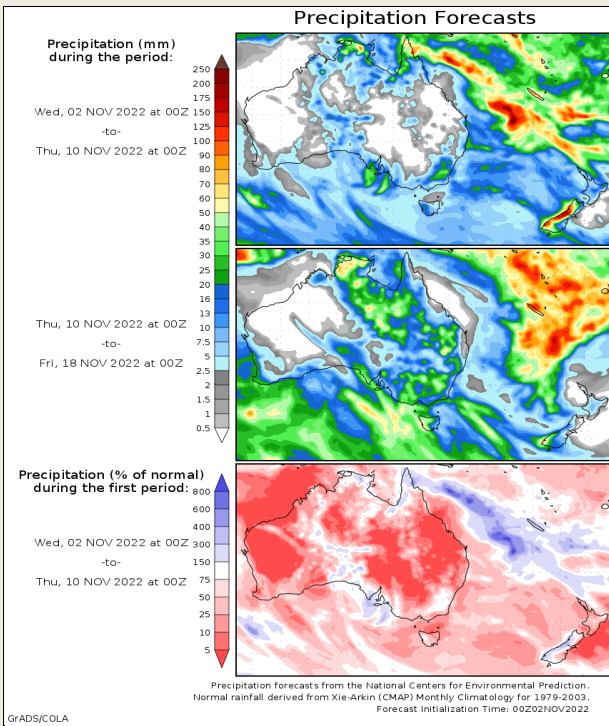 Precipitation Forecasts
Precipitation (mm)
during the period:
Wed, 02 NOV 2022 at 00Z
-to-
Thu, 10 NOV 2022 at 00Z
250
200
175
150
125
100
90
80
70
60
50
40
35
30
25
20
16
13
10
7.5
5
2.5
2
1.5
1
0.5
Thu, 10 NOV 2022 at 00Z
-to-
Fri, 18 NOV 2022 at 00Z
Precipitation (% of normal)
during the first period:
Wed, 02 NOV 2022 at 00Z
-to-
Thu, 10 NOV 2022 at 00Z
800
600
400
300
150
75
50
25
10
5
Precipitation forecasts from the National Centers for Environmental Prediction.
Normal rainfall derived from Xie-Arkin (CMAP) Monthly Climatology for 1979-2003.
Forecast Initialization Time: 00Z02NOV2022
GrADS/COLA